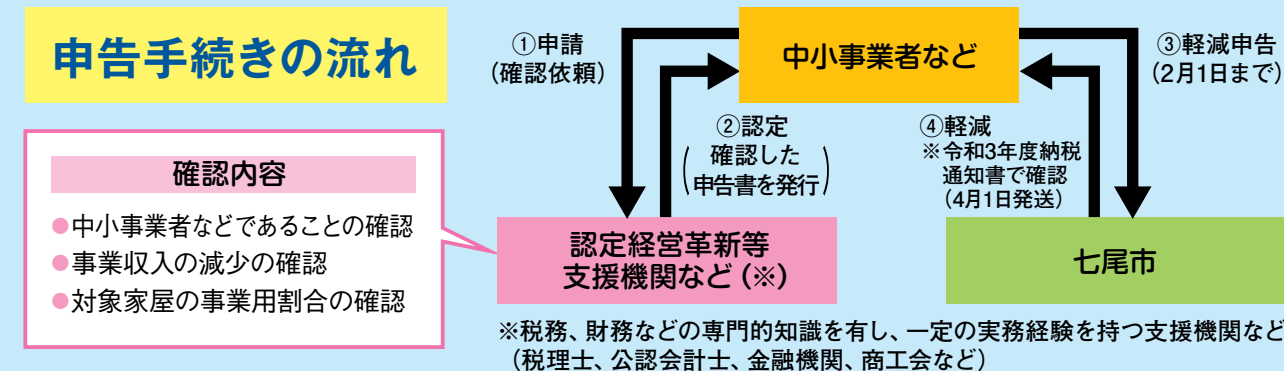 申告手続きの流れ
①申請
(確認依頼)
中小事業者など
③軽減申告
(2月1日まで)
②認定
確認した
申告書を発行
④軽減
※令和3年度納税
通知書で確認
(4月1日発送)
確認内容
●中小事業者などであることの確認
●事業収入の減少の確認
●対象家屋の事業用割合の確認
認定経営革新等
支援機関など(※)
七尾市
※税務、財務などの専門的知識を有し、一定の実務経験を持つ支援機関など
(税理士、公認会計士、金融機関、商工会など)